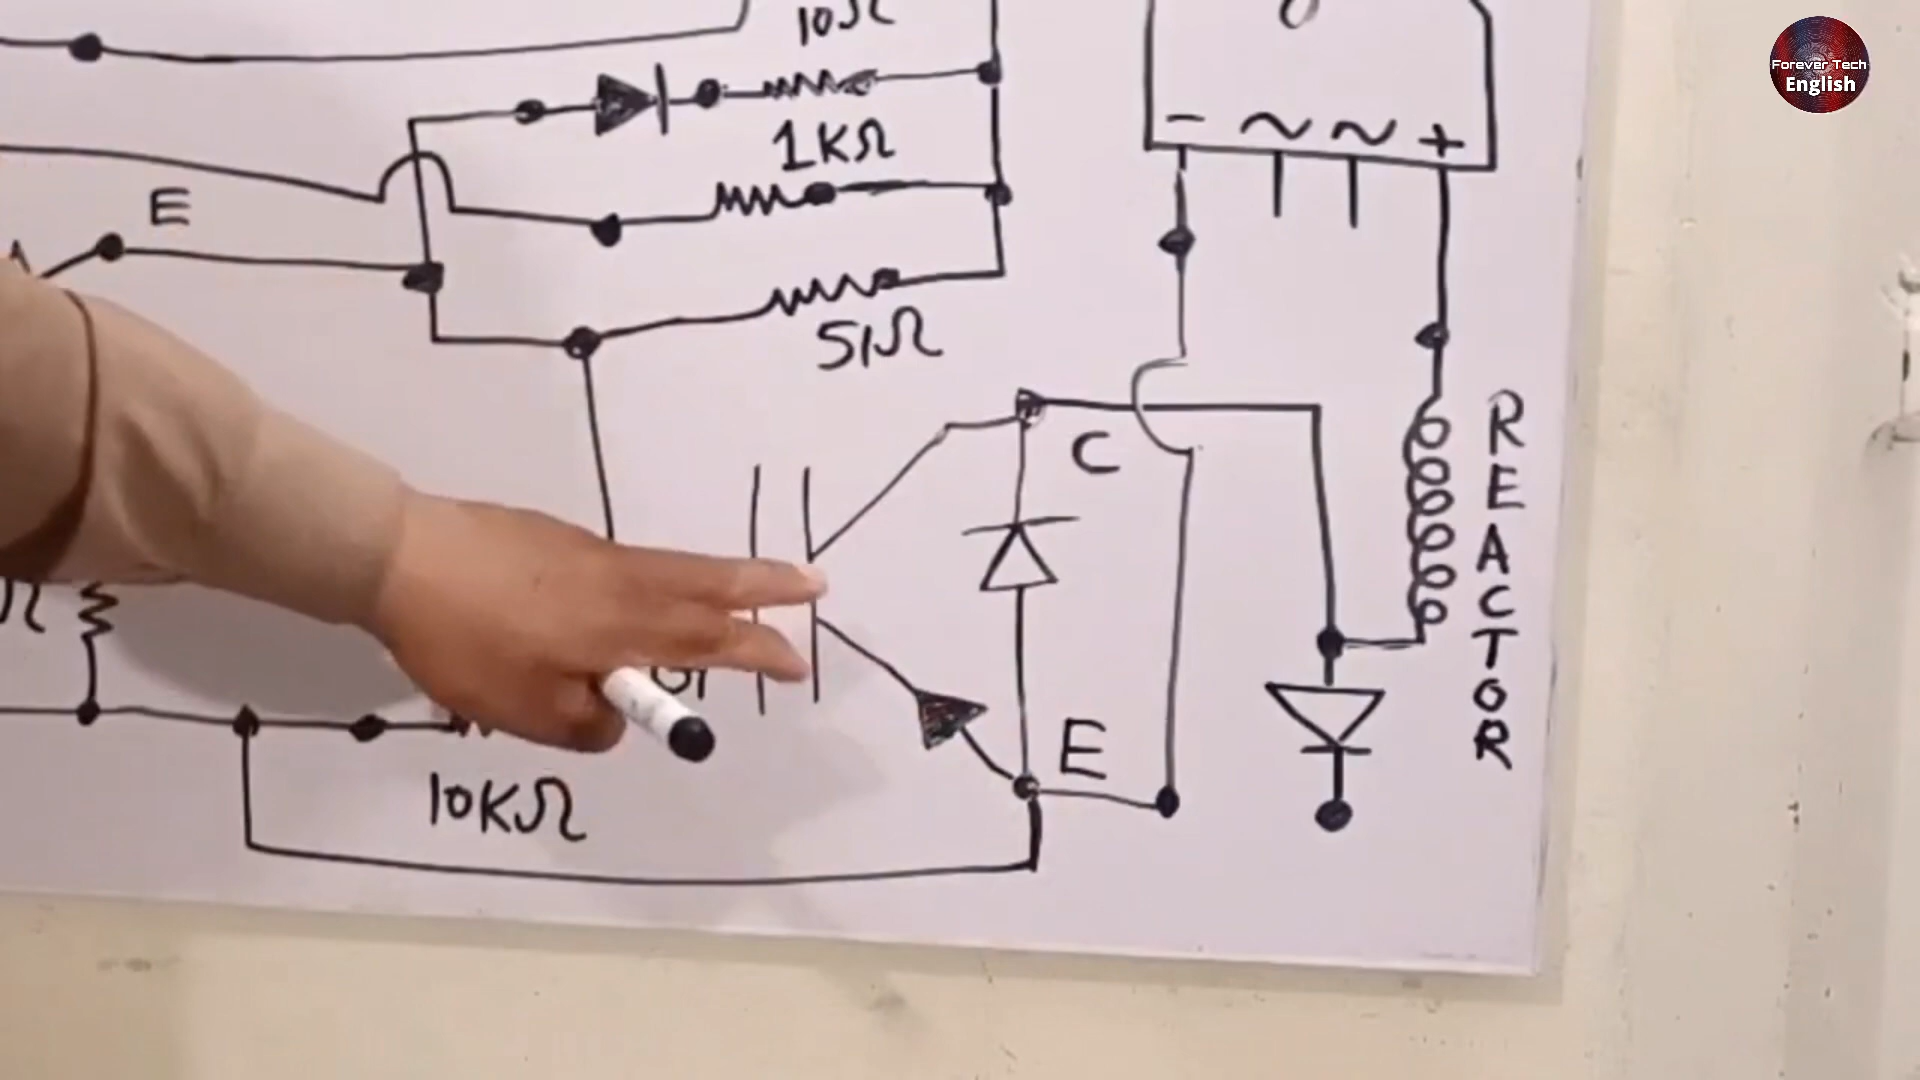 10Ω
1KΩ
E
51Ω
- ~ ~ +
C
REACTOR
E
10KΩ
Forever Tech
English